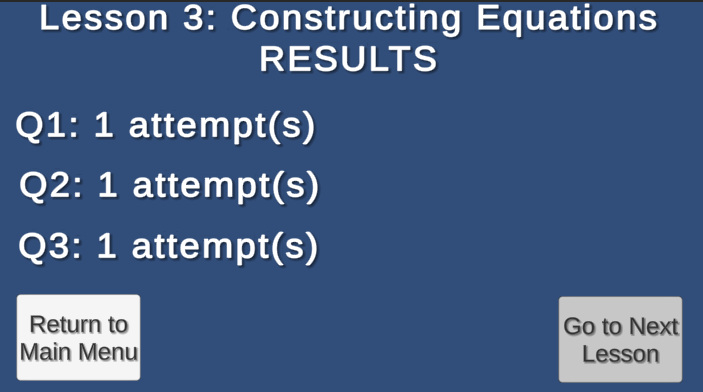 Lesson 3: Constructing Equations
RESULTS
Q1: 1 attempt(s)
Q2: 1 attempt(s)
Q3: 1 attempt(s)
Return to
Main Menu
Go to Next
Lesson